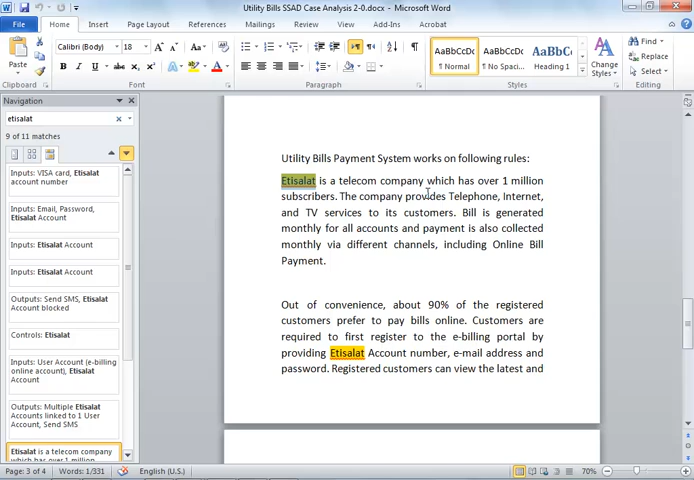 Utility Bills SSAD Case Analysis 2-0.docx - Microsoft Word
File Home Insert Page Layout References Mailings Review View Add-Ins Acrobat
Calibri (Body) 18
Paste
Clipboard Font Paragraph Styles Editing
AaBbCcDc AaBbCcDc AaBbCc
¶ Normal ¶ No Spaci... Heading 1
Change Styles
Find
Replace
Select
Navigation
etisalat
9 of 11 matches
Inputs: VISA card, Etisalat
account number
Inputs: Email, Password,
Etisalat Account
Inputs: Etisalat Account
Inputs: Etisalat Account
Outputs: Send SMS, Etisalat
Account blocked
Controls: Etisalat
Inputs: User Account (e-billing
online account), Etisalat
Account
Outputs: Multiple Etisalat
Accounts linked to 1 User
Account, Send SMS
Etisalat is a telecom company
which has over 1 million
Utility Bills Payment System works on following rules:
Etisalat is a telecom company which has over 1 million
subscribers. The company provides Telephone, Internet,
and TV services to its customers. Bill is generated
monthly for all accounts and payment is also collected
monthly via different channels, including Online Bill
Payment.
Out of convenience, about 90% of the registered
customers prefer to pay bills online. Customers are
required to first register to the e-billing portal by
providing Etisalat Account number, e-mail address and
password. Registered customers can view the latest and
Page: 3 of 4 Words: 1/331 English (U.S.) 70%